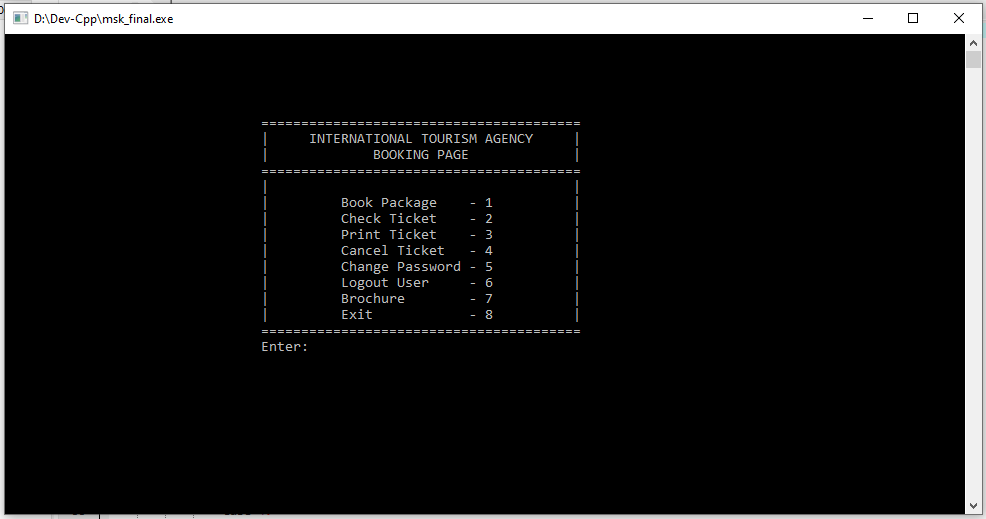 D:\Dev-Cpp\msk_final.exe
========================================
| INTERNATIONAL TOURISM AGENCY |
| BOOKING PAGE |
========================================
| |
| Book Package - 1 |
| Check Ticket - 2 |
| Print Ticket - 3 |
| Cancel Ticket - 4 |
| Change Password - 5 |
| Logout User - 6 |
| Brochure - 7 |
| Exit - 8 |
========================================
Enter: